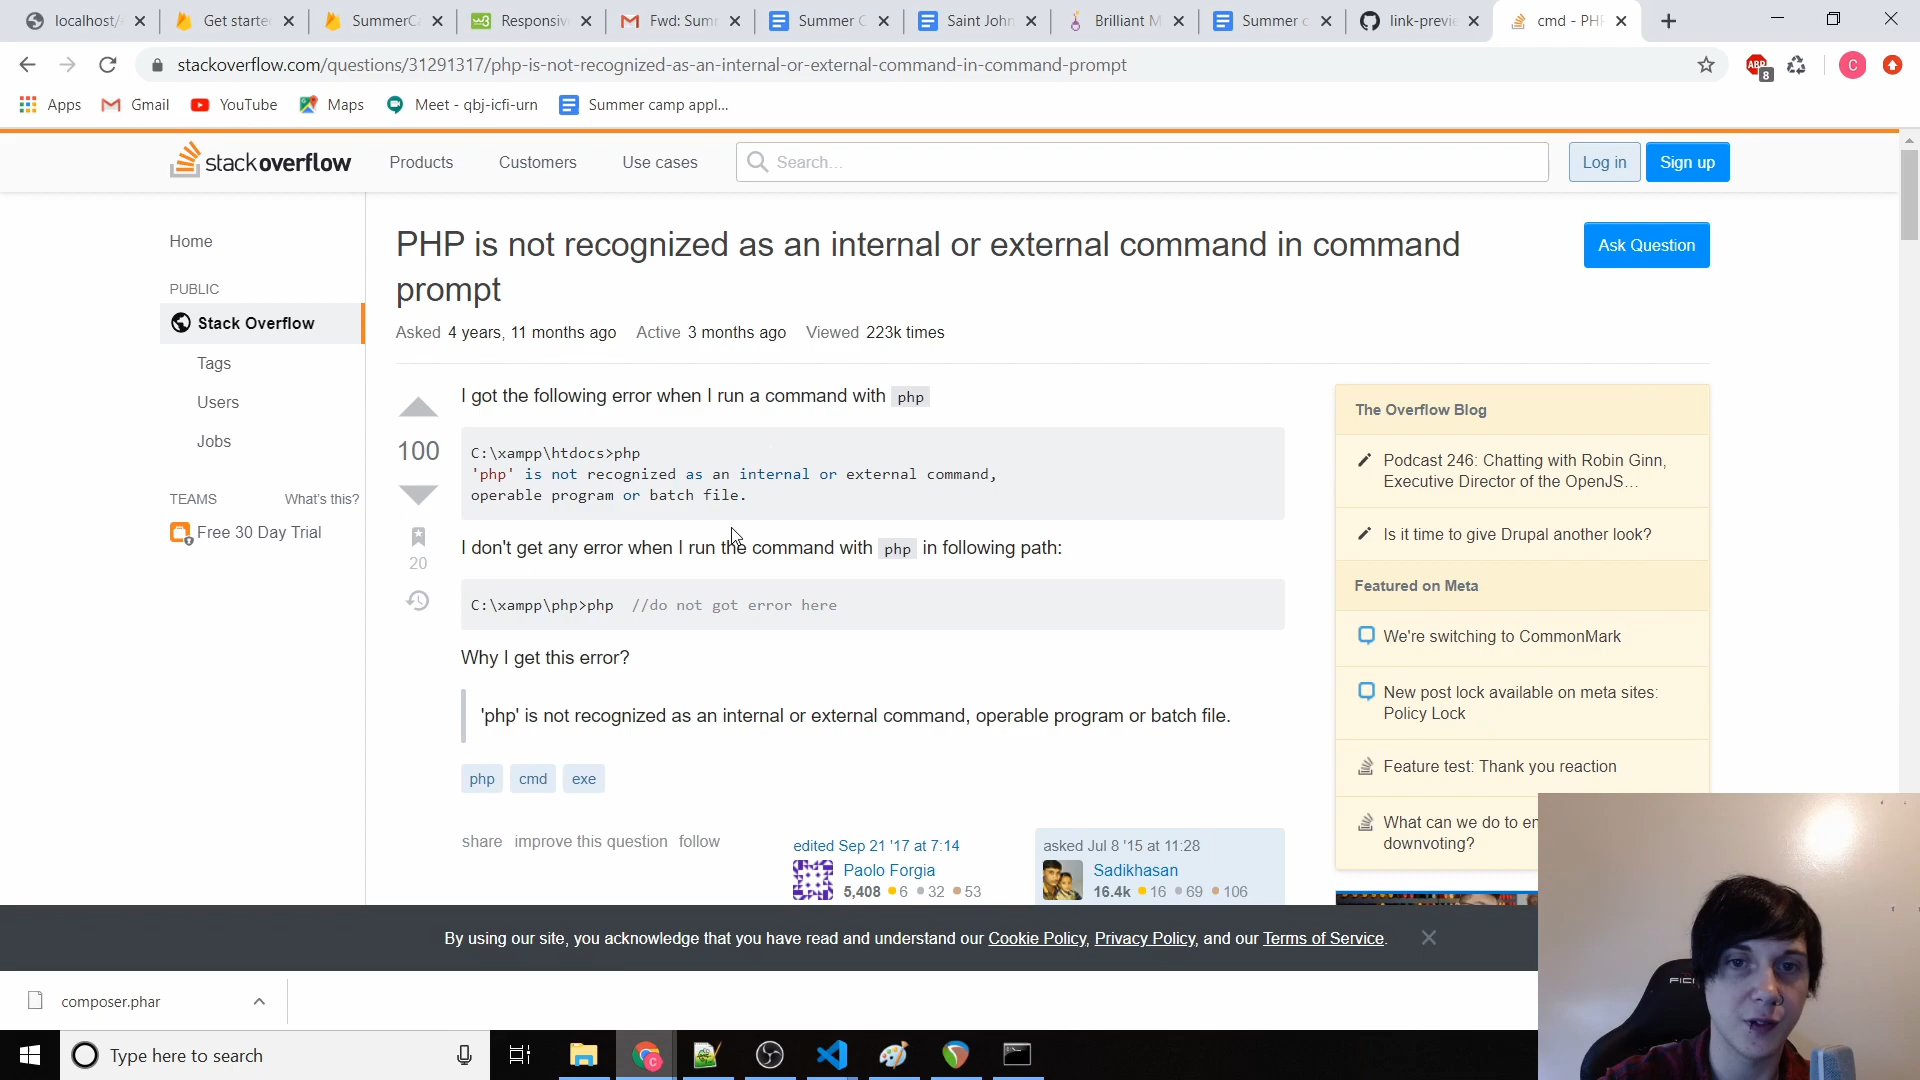 localhost/
Get starte
SummerC
Responsiv
Fwd: Sum
Summer C
Saint John
Brilliant M
Summer c
link-previe
cmd - PH
stackoverflow.com/questions/31291317/php-is-not-recognized-as-an-internal-or-external-command-in-command-prompt
ABP
8
C
Apps
Gmail
YouTube
Maps
Meet - qbj-icfi-urn
Summer camp appl...
stackoverflow
Products
Customers
Use cases
Search...
Log in
Sign up
Home
PUBLIC
Stack Overflow
Tags
Users
Jobs
TEAMS
What's this?
Free 30 Day Trial
PHP is not recognized as an internal or external command in command
prompt
Ask Question
Asked 4 years, 11 months ago Active 3 months ago Viewed 223k times
I got the following error when I run a command with php
100
C:\xampp\htdocs>php
'php' is not recognized as an internal or external command,
operable program or batch file.
20
I don't get any error when I run the command with php in following path:
C:\xampp\php>php //do not got error here
Why I get this error?
'php' is not recognized as an internal or external command, operable program or batch file.
php cmd exe
share improve this question follow
edited Sep 21 '17 at 7:14
Paolo Forgia
5,408 6 32 53
asked Jul 8 '15 at 11:28
Sadikhasan
16.4k 16 69 106
The Overflow Blog
Podcast 246: Chatting with Robin Ginn,
Executive Director of the OpenJS…
Is it time to give Drupal another look?
Featured on Meta
We're switching to CommonMark
New post lock available on meta sites:
Policy Lock
Feature test: Thank you reaction
What can we do to en
downvoting?
By using our site, you acknowledge that you have read and understand our Cookie Policy, Privacy Policy, and our Terms of Service.
composer.phar
Type here to search